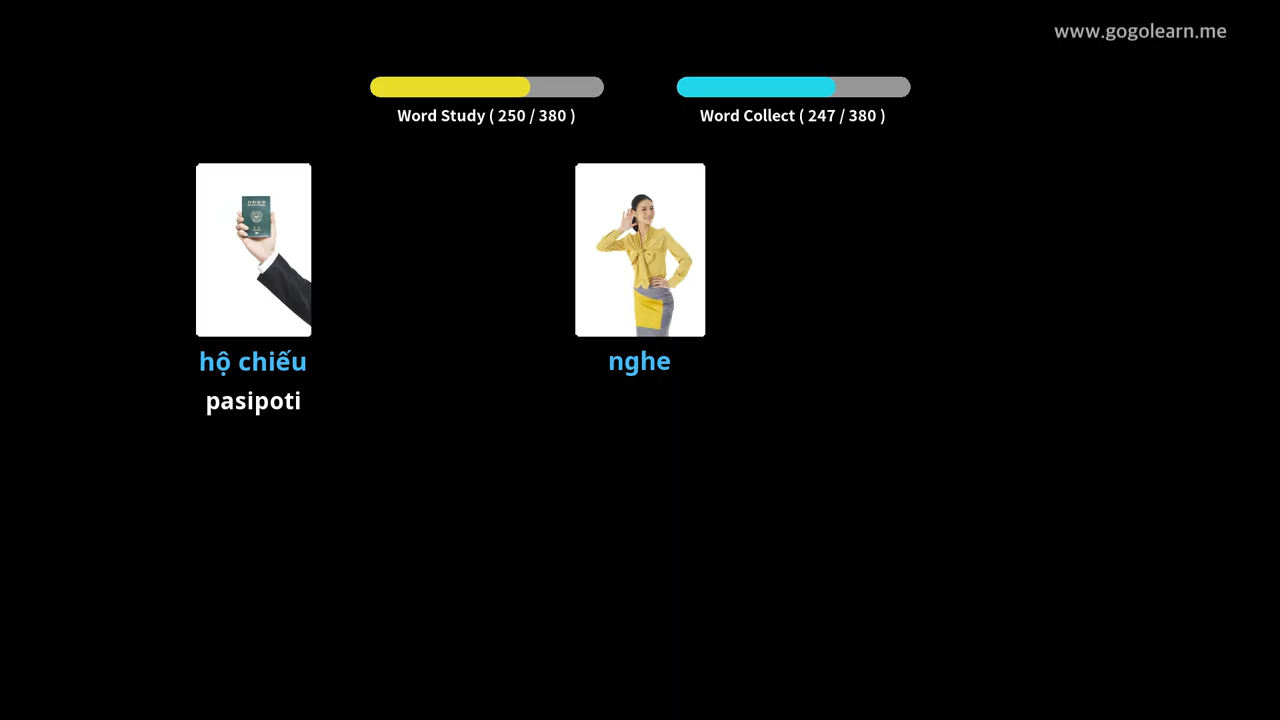 www.gogolearn.me
Word Study ( 250 / 380 )
Word Collect ( 247 / 380 )
hộ chiếu
pasipoti
nghe